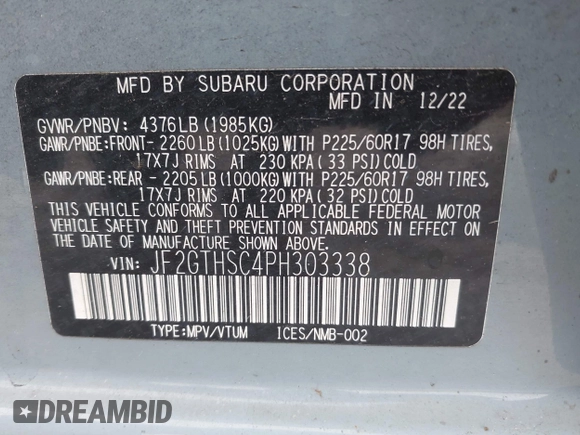 MFD BY SUBARU CORPORATION
MFD IN 12/22
GVWR/PNBV: 4376LB(1985KG)
GAWR/PNBE:FRONT- 2260LB(1025KG)WITH P225/60R17 98H TIRES,
17X7J RIMS AT 230 KPA( 33 PSI)COLD
GAWR/PNBE:REAR - 2205LB(1000KG)WITH P225/60R17 98H TIRES,
17X7J RIMS AT 220 KPA( 32 PSI)COLD
THIS VEHICLE CONFORMS TO ALL APPLICABLE FEDERAL MOTOR
VEHICLE SAFETY AND THEFT PREVENTION STANDARDS IN EFFECT
ON THE DATE OF MANUFACTURE SHOWN ABOVE.
VIN: JF2GTHSC4PH303338
TYPE:MPV/VTUM ICES/NMB-002
DREAMBID